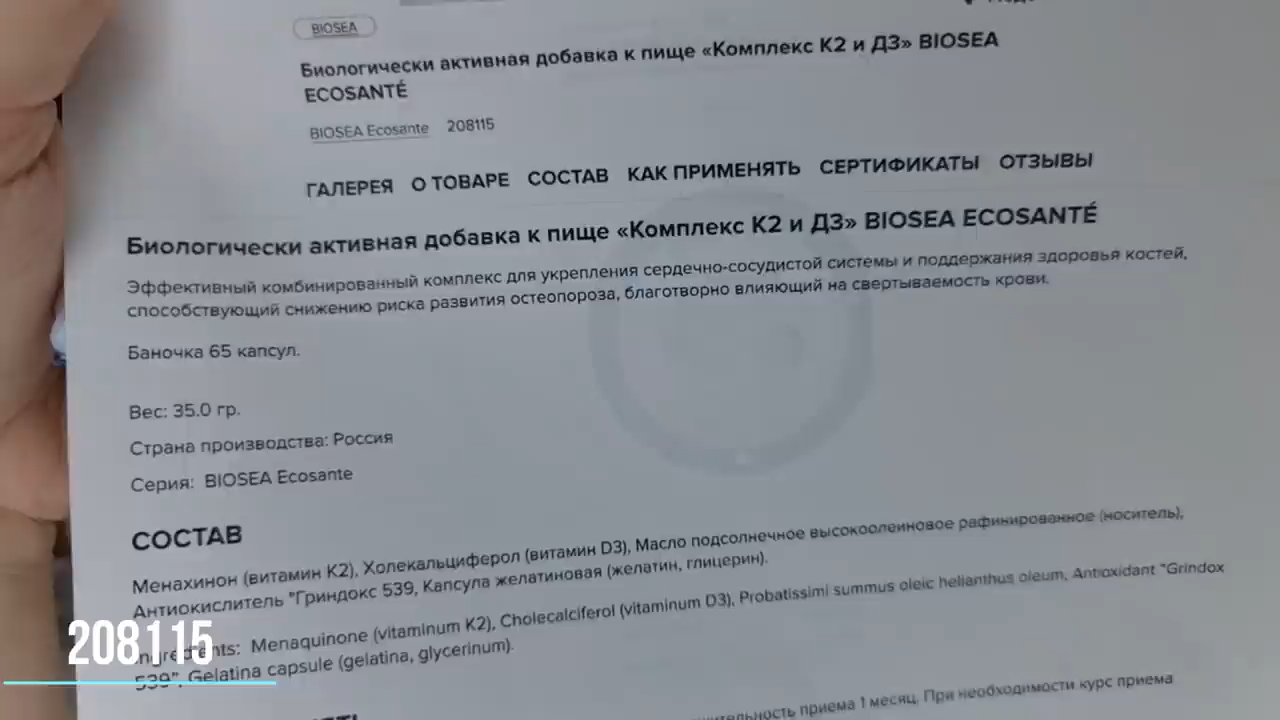 BIOSEA
Биологически активная добавка к пище «Комплекс К2 и Д3» BIOSEA
ECOSANTÉ
BIOSEA Ecosante 208115
ГАЛЕРЕЯ О ТОВАРЕ СОСТАВ КАК ПРИМЕНЯТЬ СЕРТИФИКАТЫ ОТЗЫВЫ
Биологически активная добавка к пище «Комплекс К2 и Д3» BIOSEA ECOSANTÉ
Эффективный комбинированный комплекс для укрепления сердечно-сосудистой системы и поддержания здоровья костей,
способствующий снижению риска развития остеопороза, благотворно влияющий на свертываемость крови.
Баночка 65 капсул.
Вес: 35.0 гр.
Страна производства: Россия
Серия: BIOSEA Ecosante
СОСТАВ
Менахинон (витамин К2), Холекальциферол (витамин D3), Масло подсолнечное высокоолеиновое рафинированное (носитель),
Антиокислитель "Гриндокс 539, Капсула желатиновая (желатин, глицерин).
Ingredients: Menaquinone (vitaminum K2), Cholecalciferol (vitaminum D3), Probatissimi summus oleic helianthus oleum, Antioxidant "Grindox
539", Gelatina capsule (gelatina, glycerinum).
208115
приема 1 месяц. При необходимости курс приема